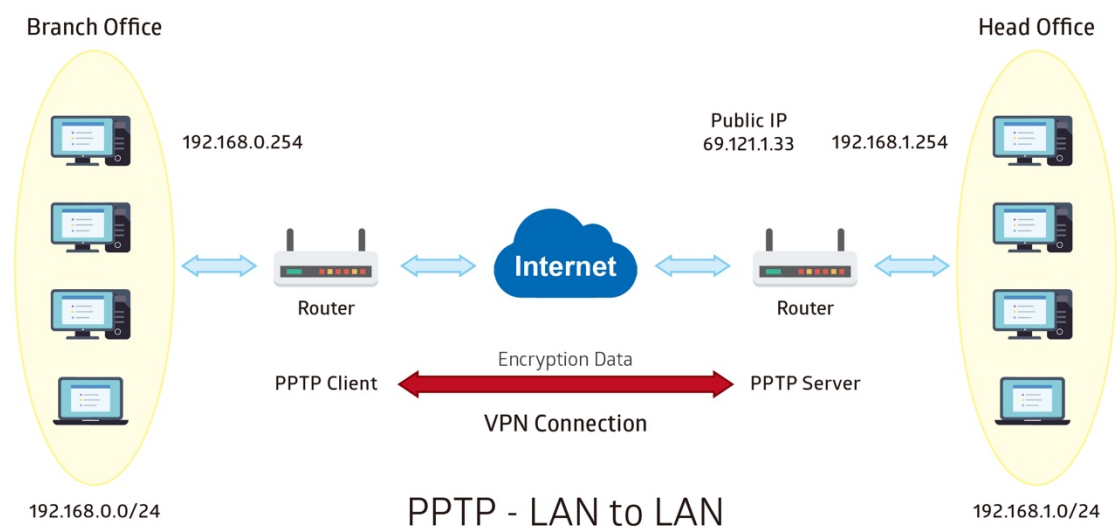 Branch Office
Head Office
192.168.0.254
Public IP
69.121.1.33
192.168.1.254
Internet
Router
Router
Encryption Data
PPTP Client
PPTP Server
VPN Connection
192.168.0.0/24
PPTP - LAN to LAN
192.168.1.0/24